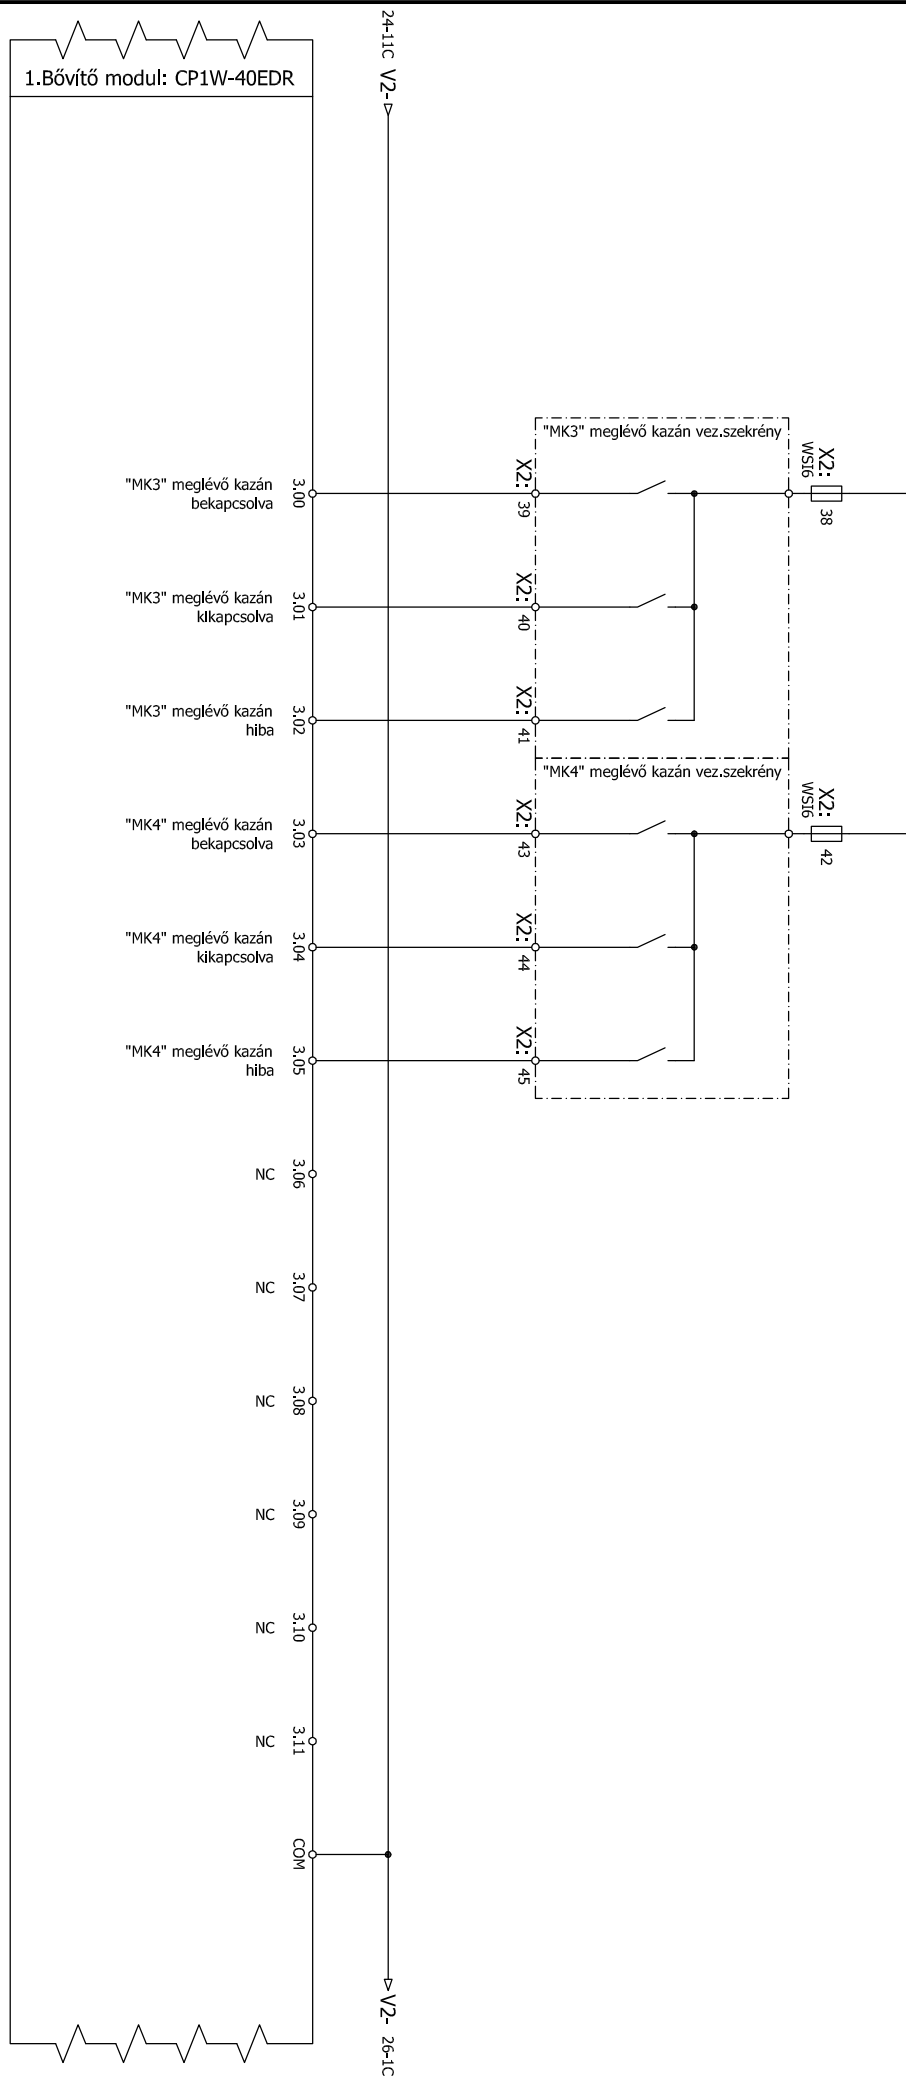 1.Bővítő modul: CP1W-40EDR
24-11C V2-
"MK3" meglévő kazán vez.szekrény
X2:
WSI6
38
"MK3" meglévő kazán
bekapcsolva
3.00
X2:
39
"MK3" meglévő kazán
kikapcsolva
3.01
X2:
40
"MK3" meglévő kazán
hiba
3.02
X2:
41
"MK4" meglévő kazán vez.szekrény
X2:
WSI6
42
"MK4" meglévő kazán
bekapcsolva
3.03
X2:
43
"MK4" meglévő kazán
kikapcsolva
3.04
X2:
44
"MK4" meglévő kazán
hiba
3.05
X2:
45
NC 3.06
NC 3.07
NC 3.08
NC 3.09
NC 3.10
NC 3.11
COM
V2- 26-1C